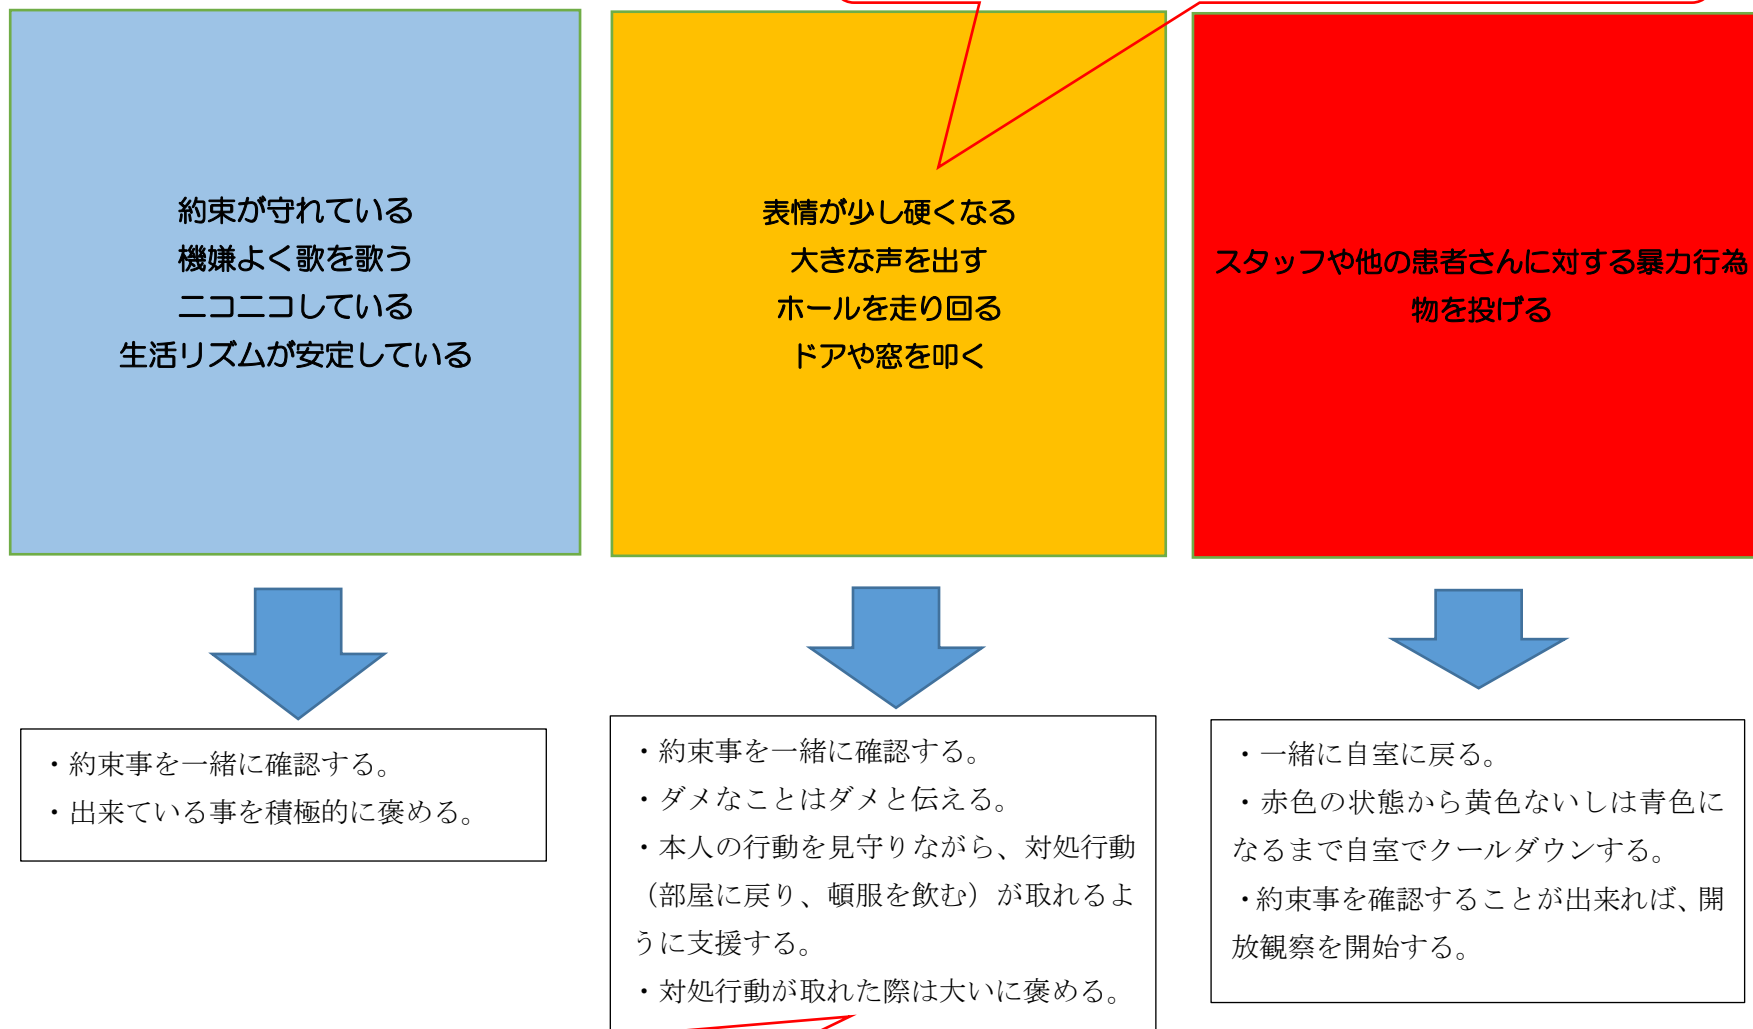 約束が守れている
機嫌よく歌を歌う
ニコニコしている
生活リズムが安定している
表情が少し硬くなる
大きな声を出す
ホールを走り回る
ドアや窓を叩く
スタッフや他の患者さんに対する暴力行為
物を投げる
・約束事を一緒に確認する。
・出来ている事を積極的に褒める。
・約束事を一緒に確認する。
・ダメなことはダメと伝える。
・本人の行動を見守りながら、対処行動
（部屋に戻り、頓服を飲む）が取れるよ
うに支援する。
・対処行動が取れた際は大いに褒める。
・一緒に自室に戻る。
・赤色の状態から黄色ないしは青色に
なるまで自室でクールダウンする。
・約束事を確認することが出来れば、開
放観察を開始する。